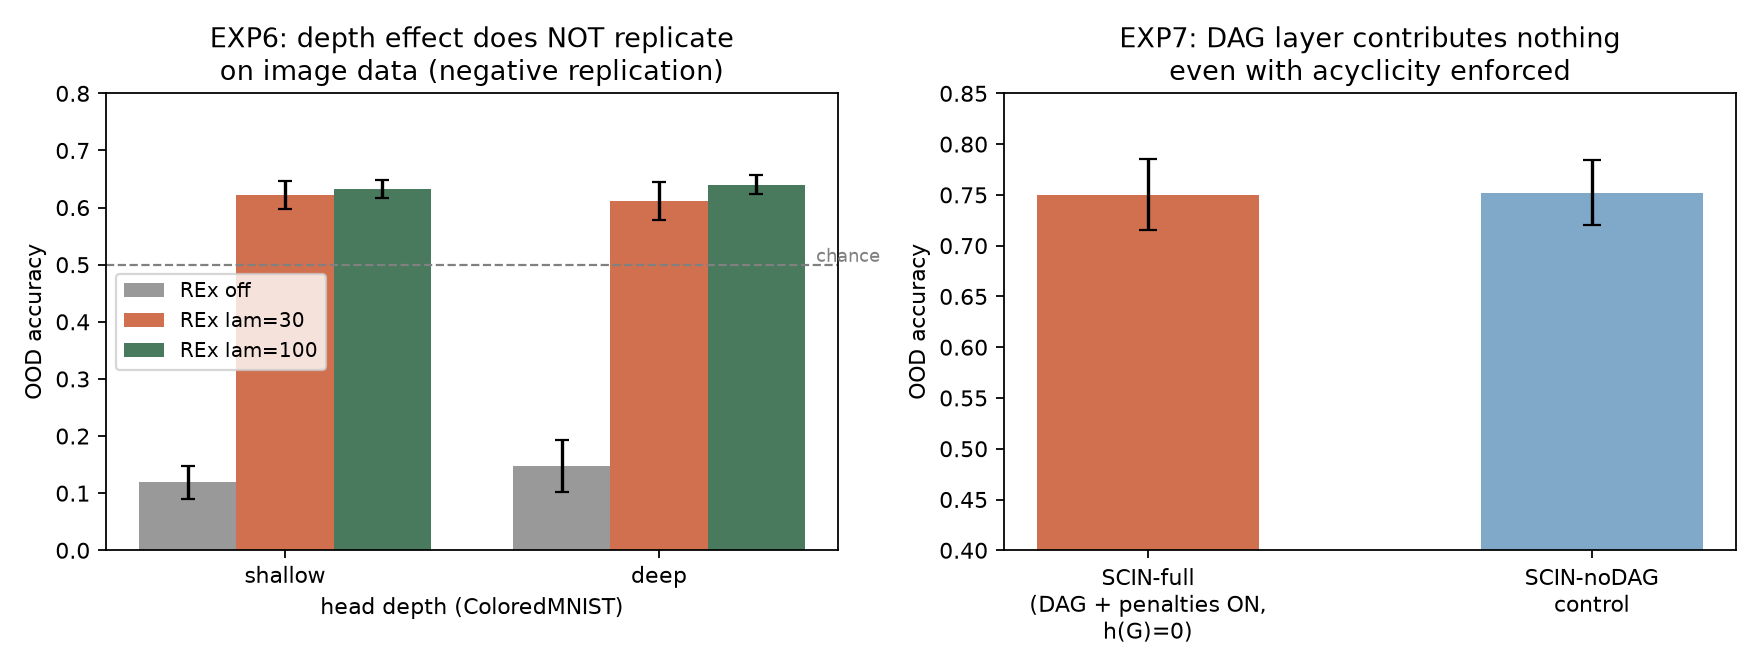 EXP6: depth effect does NOT replicate
on image data (negative replication)
OOD accuracy
0.8
0.7
0.6
0.5
0.4
0.3
0.2
0.1
0.0
chance
REx off
REx lam=30
REx lam=100
shallow
deep
head depth (ColoredMNIST)
EXP7: DAG layer contributes nothing
even with acyclicity enforced
OOD accuracy
0.85
0.80
0.75
0.70
0.65
0.60
0.55
0.50
0.45
0.40
SCIN-full
(DAG + penalties ON,
h(G)=0)
SCIN-noDAG
control